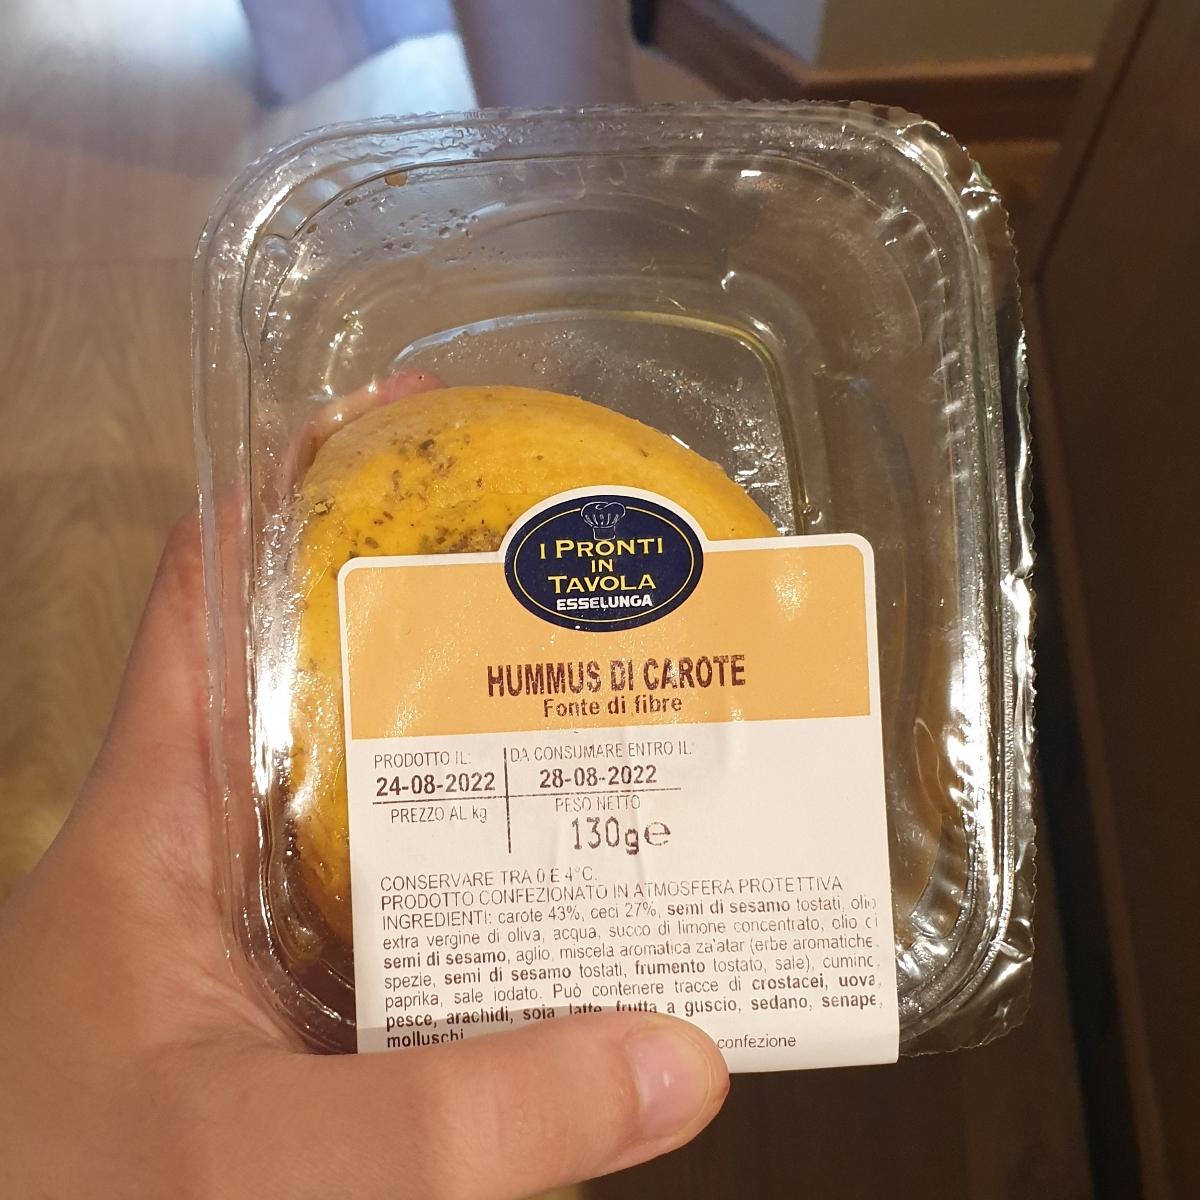 I PRONTI
IN
TAVOLA
ESSELUNGA
HUMMUS DI CAROTE
Fonte di fibre
PRODOTTO IL:
24-08-2022
DA CONSUMARE ENTRO IL:
28-08-2022
PREZZO AL kg
PESO NETTO
130g℮
CONSERVARE TRA 0 E 4°C.
PRODOTTO CONFEZIONATO IN ATMOSFERA PROTETTIVA
INGREDIENTI: carote 43%, ceci 27%, semi di sesamo tostati, olio
extra vergine di oliva, acqua, succo di limone concentrato, olio di
semi di sesamo, aglio, miscela aromatica za'atar (erbe aromatiche,
spezie, semi di sesamo tostati, frumento tostato, sale), cumino,
paprika, sale iodato. Può contenere tracce di crostacei, uova,
pesce, arachidi, soia, latte, frutta a guscio, sedano, senape,
molluschi
confezione